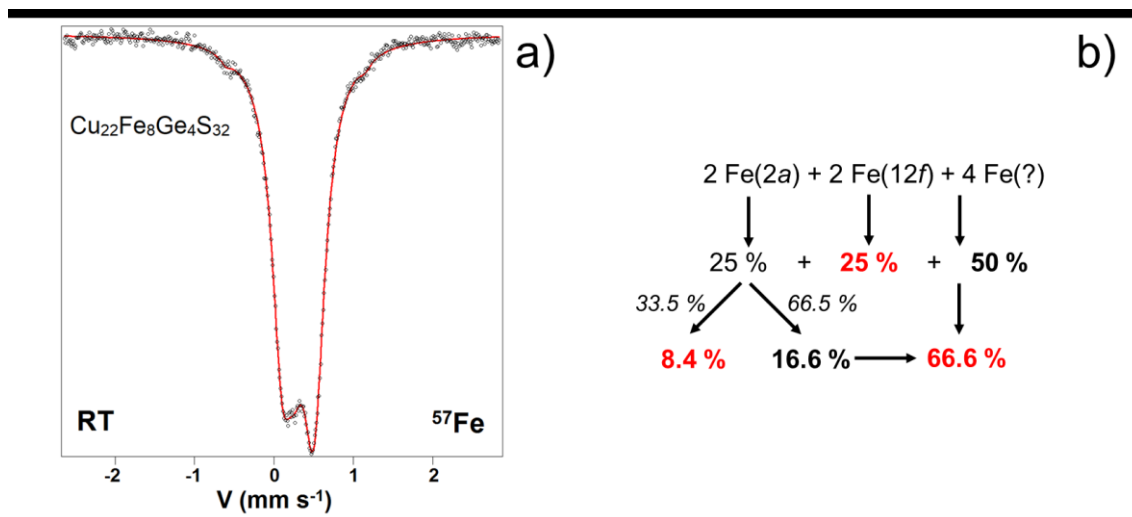 a)
Cu22Fe8Ge4S32
RT
57Fe
-2 -1 0 1 2
V (mm s-1)
b)
2 Fe(2a) + 2 Fe(12f) + 4 Fe(?)
25 % + 25 % + 50 %
33.5 % 66.5 %
8.4 % 16.6 % 66.6 %